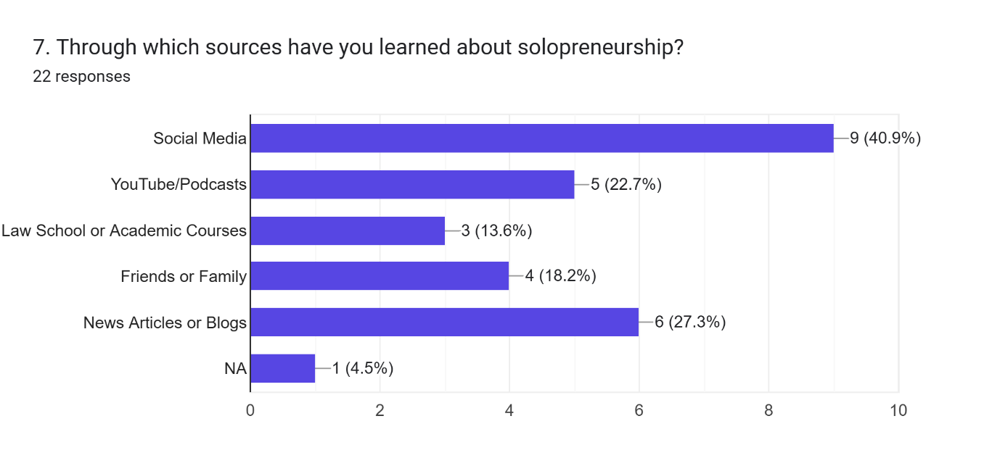 7. Through which sources have you learned about solopreneurship?
22 responses
Social Media 9 (40.9%)
YouTube/Podcasts 5 (22.7%)
Law School or Academic Courses 3 (13.6%)
Friends or Family 4 (18.2%)
News Articles or Blogs 6 (27.3%)
NA 1 (4.5%)
0 2 4 6 8 10